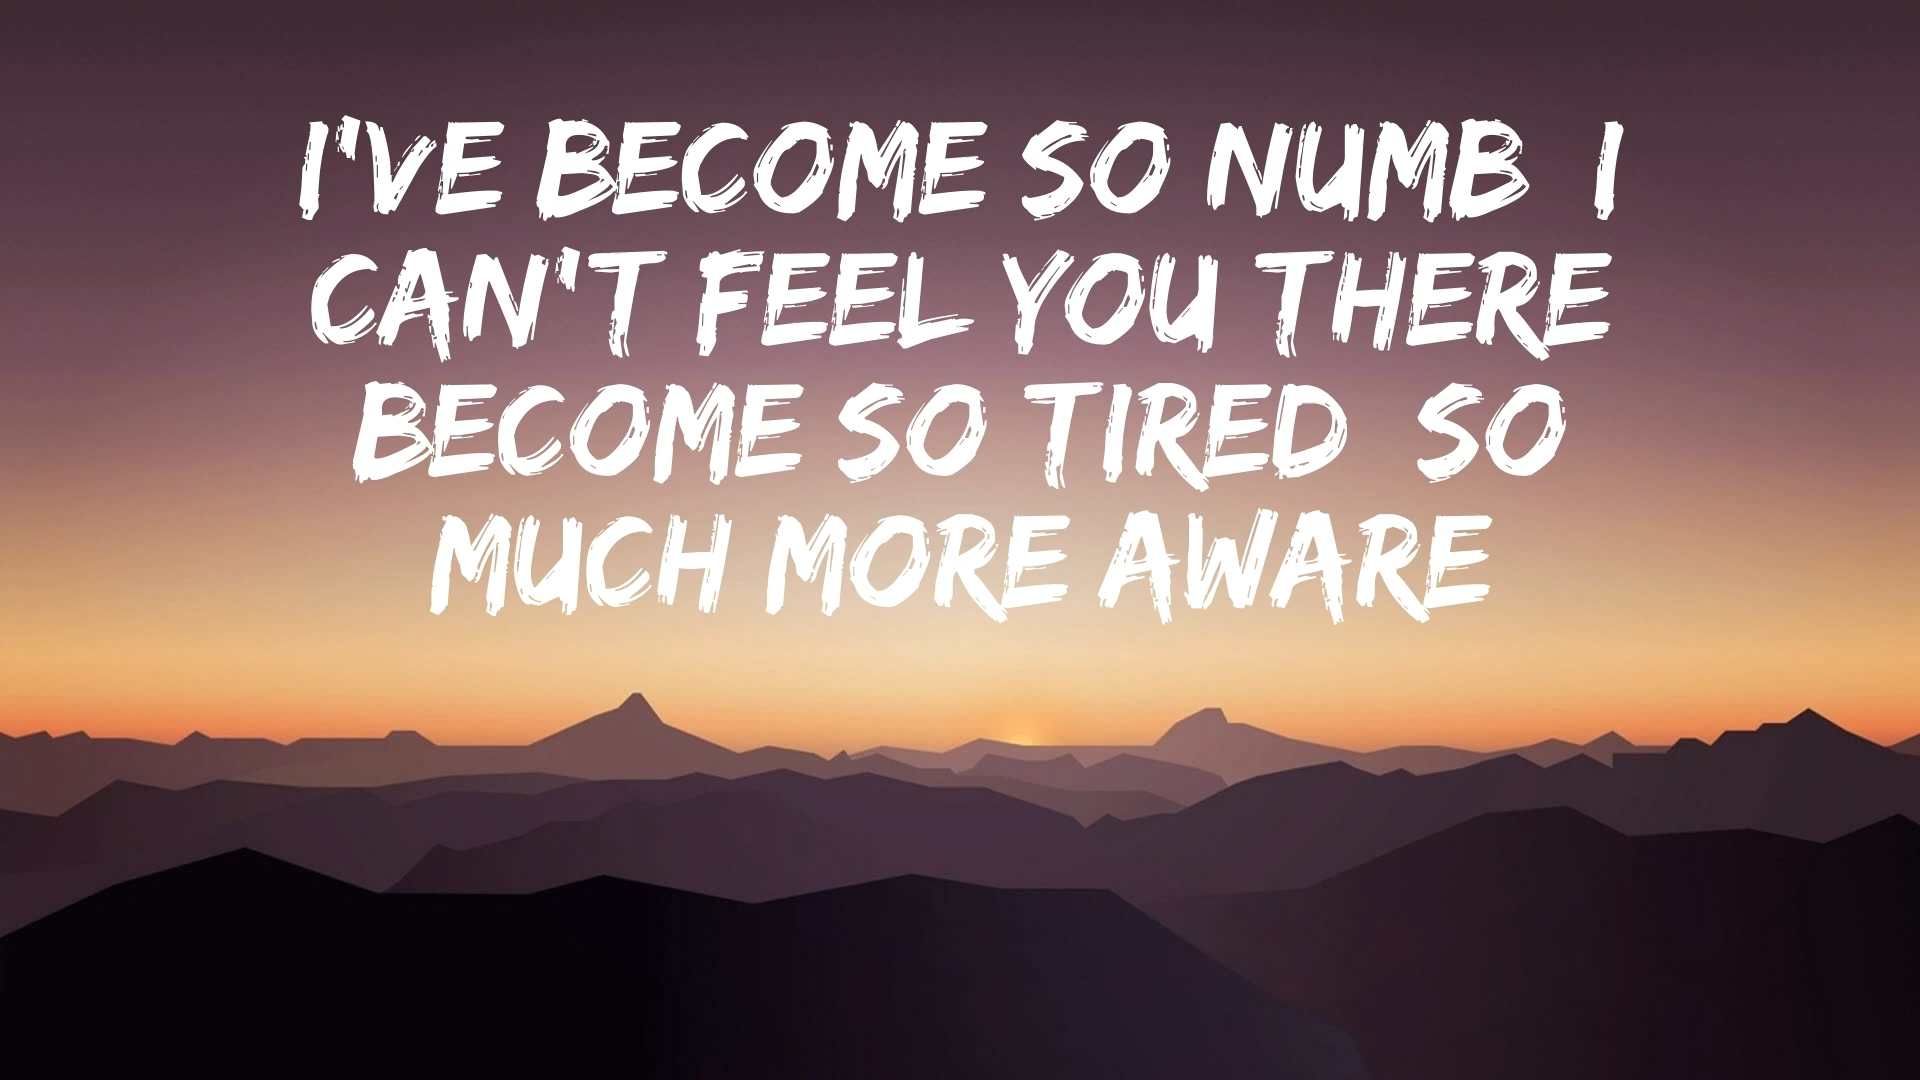 I'VE BECOME SO NUMB  I
CAN'T FEEL YOU THERE
BECOME SO TIRED  SO
MUCH MORE AWARE